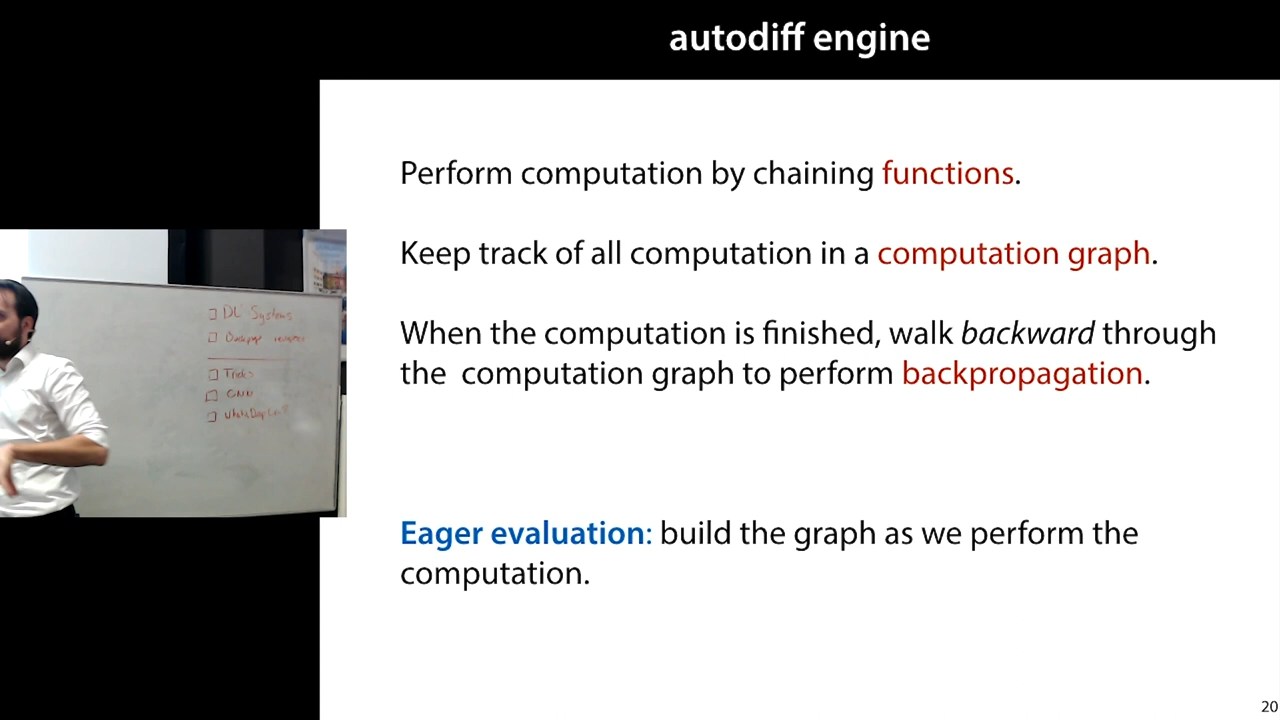 autodiff engine
Perform computation by chaining functions.
Keep track of all computation in a computation graph.
When the computation is finished, walk backward through
the computation graph to perform backpropagation.
Eager evaluation: build the graph as we perform the
computation.
20
DL Systems
Tricks